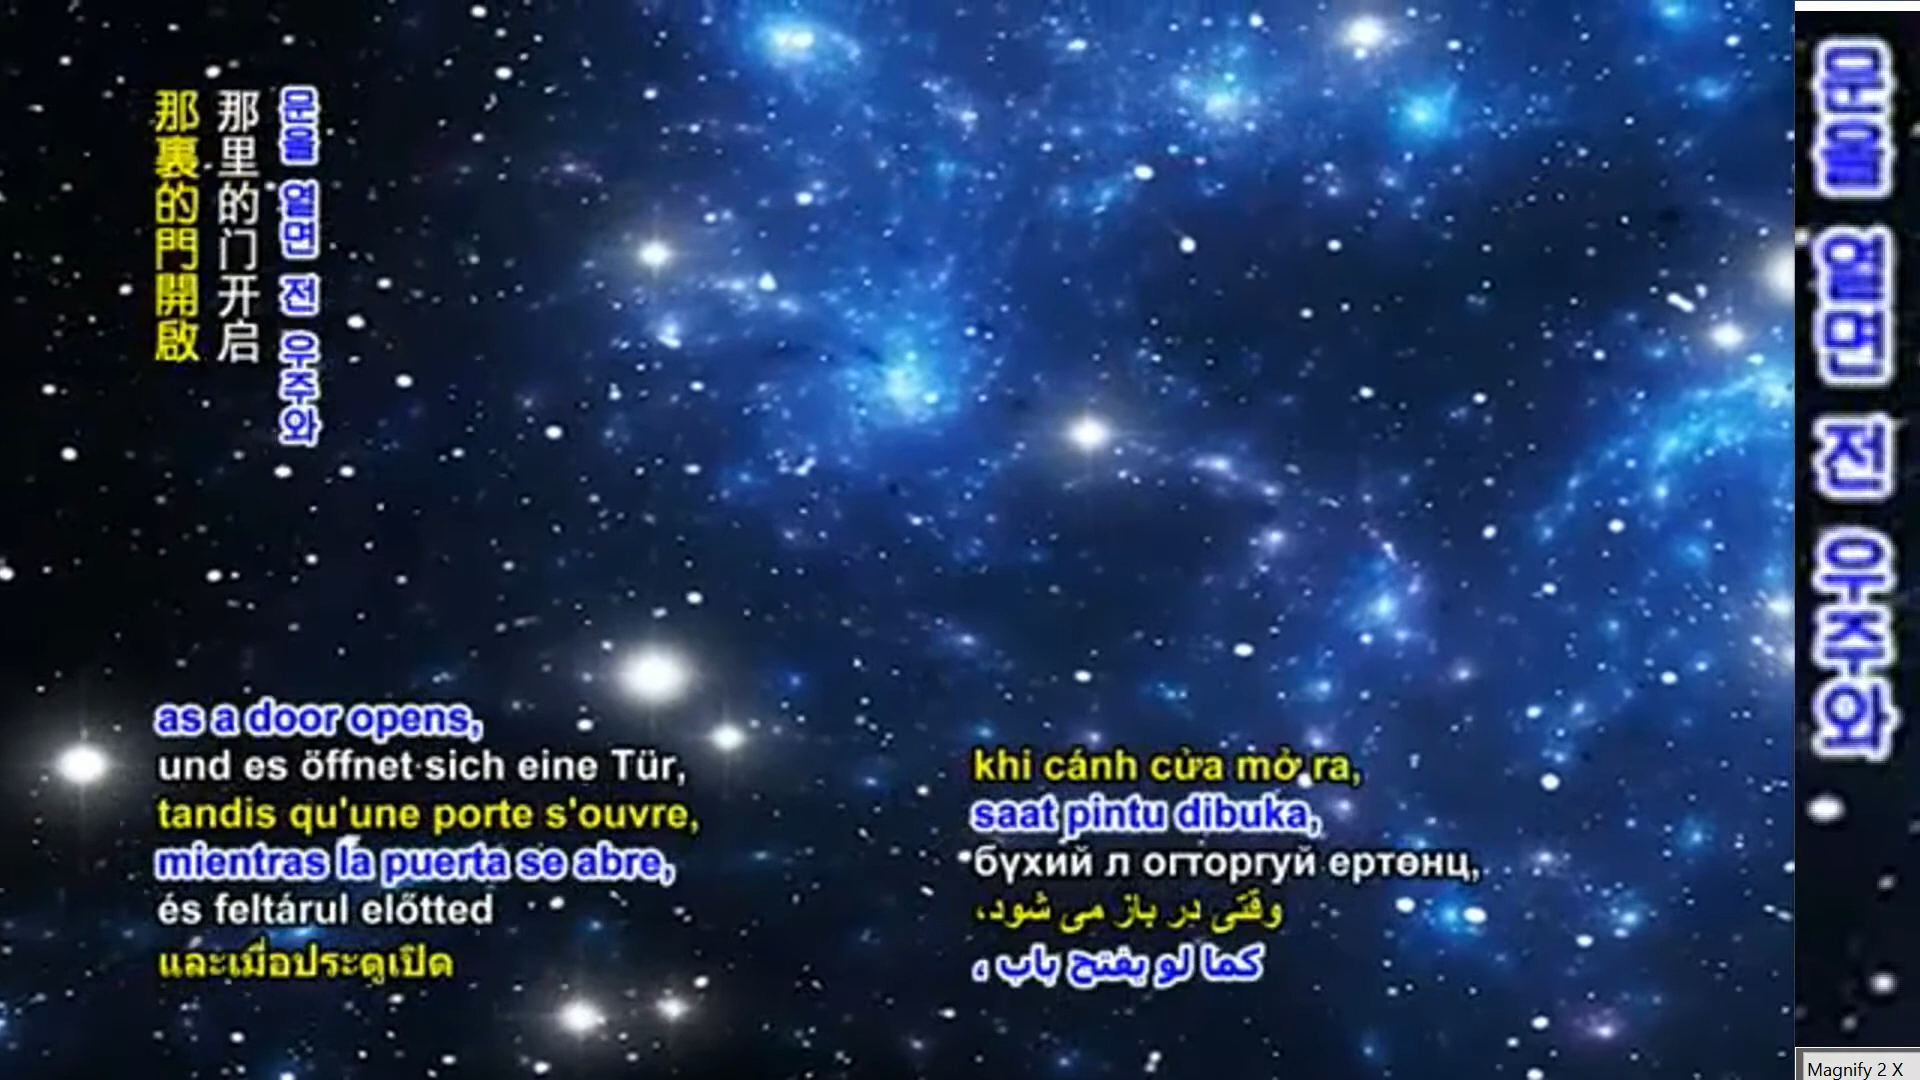 문을 열면 전 우주와
那里的门开启
那裏的門開啟
as a door opens,
und es öffnet sich eine Tür,
tandis qu'une porte s'ouvre,
mientras la puerta se abre,
és feltárul előtted
และเมื่อประตูเปิด
khi cánh cửa mở ra,
saat pintu dibuka,
бүхий л огторгуй ертөнц,
وقتی در باز می شود،
كما لو يفتح باب ،
문을 열면 전 우주와
Magnify 2 X